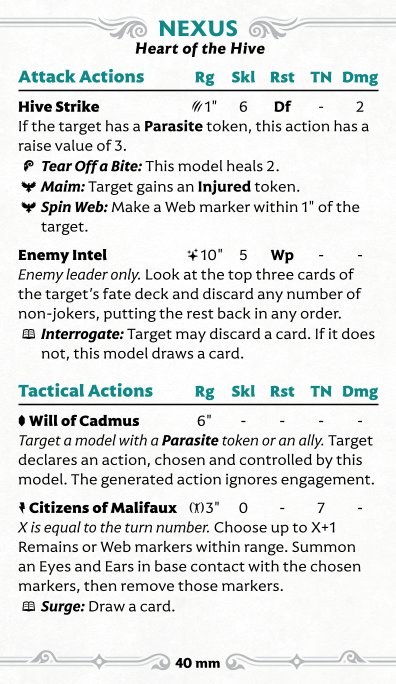 NEXUS
Heart of the Hive
Attack Actions Rg Skl Rst TN Dmg
Hive Strike 1" 6 Df - 2
If the target has a Parasite token, this action has a
raise value of 3.
Tear Off a Bite: This model heals 2.
Maim: Target gains an Injured token.
Spin Web: Make a Web marker within 1" of the
target.
Enemy Intel 10" 5 Wp - -
Enemy leader only. Look at the top three cards of
the target's fate deck and discard any number of
non-jokers, putting the rest back in any order.
Interrogate: Target may discard a card. If it does
not, this model draws a card.
Tactical Actions Rg Skl Rst TN Dmg
Will of Cadmus 6" - - - -
Target a model with a Parasite token or an ally. Target
declares an action, chosen and controlled by this
model. The generated action ignores engagement.
Citizens of Malifaux 3" 0 - 7 -
X is equal to the turn number. Choose up to X+1
Remains or Web markers within range. Summon
an Eyes and Ears in base contact with the chosen
markers, then remove those markers.
Surge: Draw a card.
40 mm